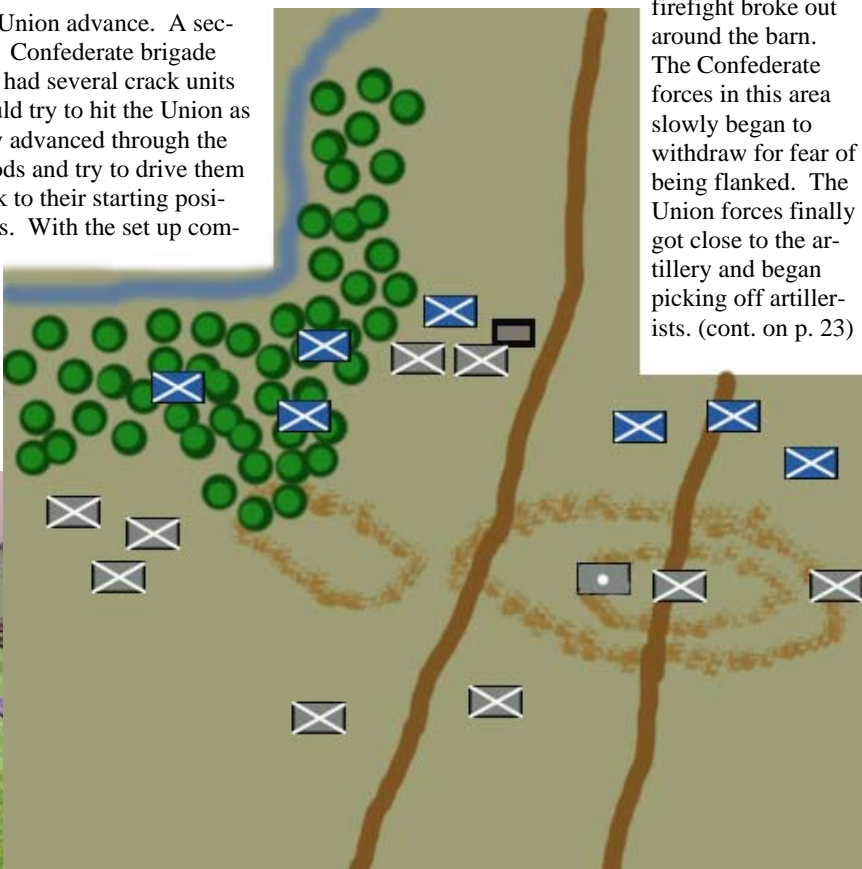 Union advance. A sec-
Confederate brigade
had several crack units
uld try to hit the Union as
advanced through the
ods and try to drive them
k to their starting posi-
s. With the set up com-
firefight broke out
around the barn.
The Confederate
forces in this area
slowly began to
withdraw for fear of
being flanked. The
Union forces finally
got close to the ar-
tillery and began
picking off artiller-
ists. (cont. on p. 23)